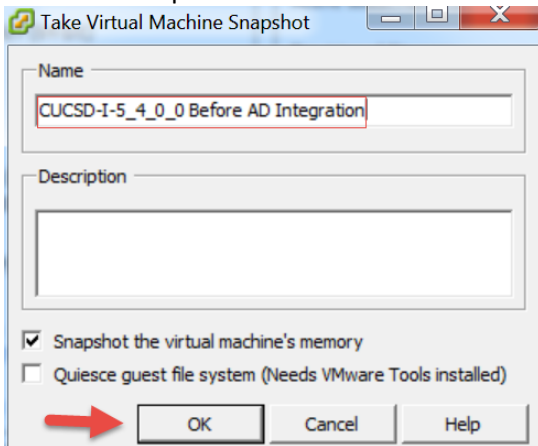 Take Virtual Machine Snapshot
Name
CUCSD-I-5_4_0_0 Before AD Integration
Description
Snapshot the virtual machine's memory
Quiesce guest file system (Needs VMware Tools installed)
OK Cancel Help